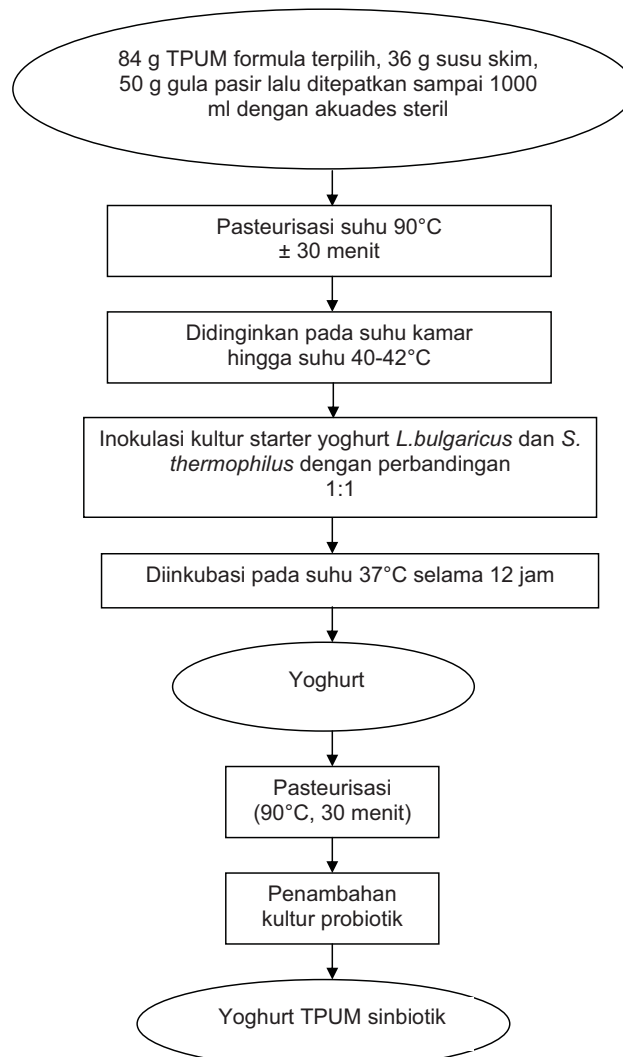 84 g TPUM formula terpilih, 36 g susu skim,
50 g gula pasir lalu ditepatkan sampai 1000
ml dengan akuades steril
Pasteurisasi suhu 90°C
± 30 menit
Didinginkan pada suhu kamar
hingga suhu 40-42°C
Inokulasi kultur starter yoghurt L.bulgaricus dan S.
thermophilus dengan perbandingan
1:1
Diinkubasi pada suhu 37°C selama 12 jam
Yoghurt
Pasteurisasi
(90°C, 30 menit)
Penambahan
kultur probiotik
Yoghurt TPUM sinbiotik